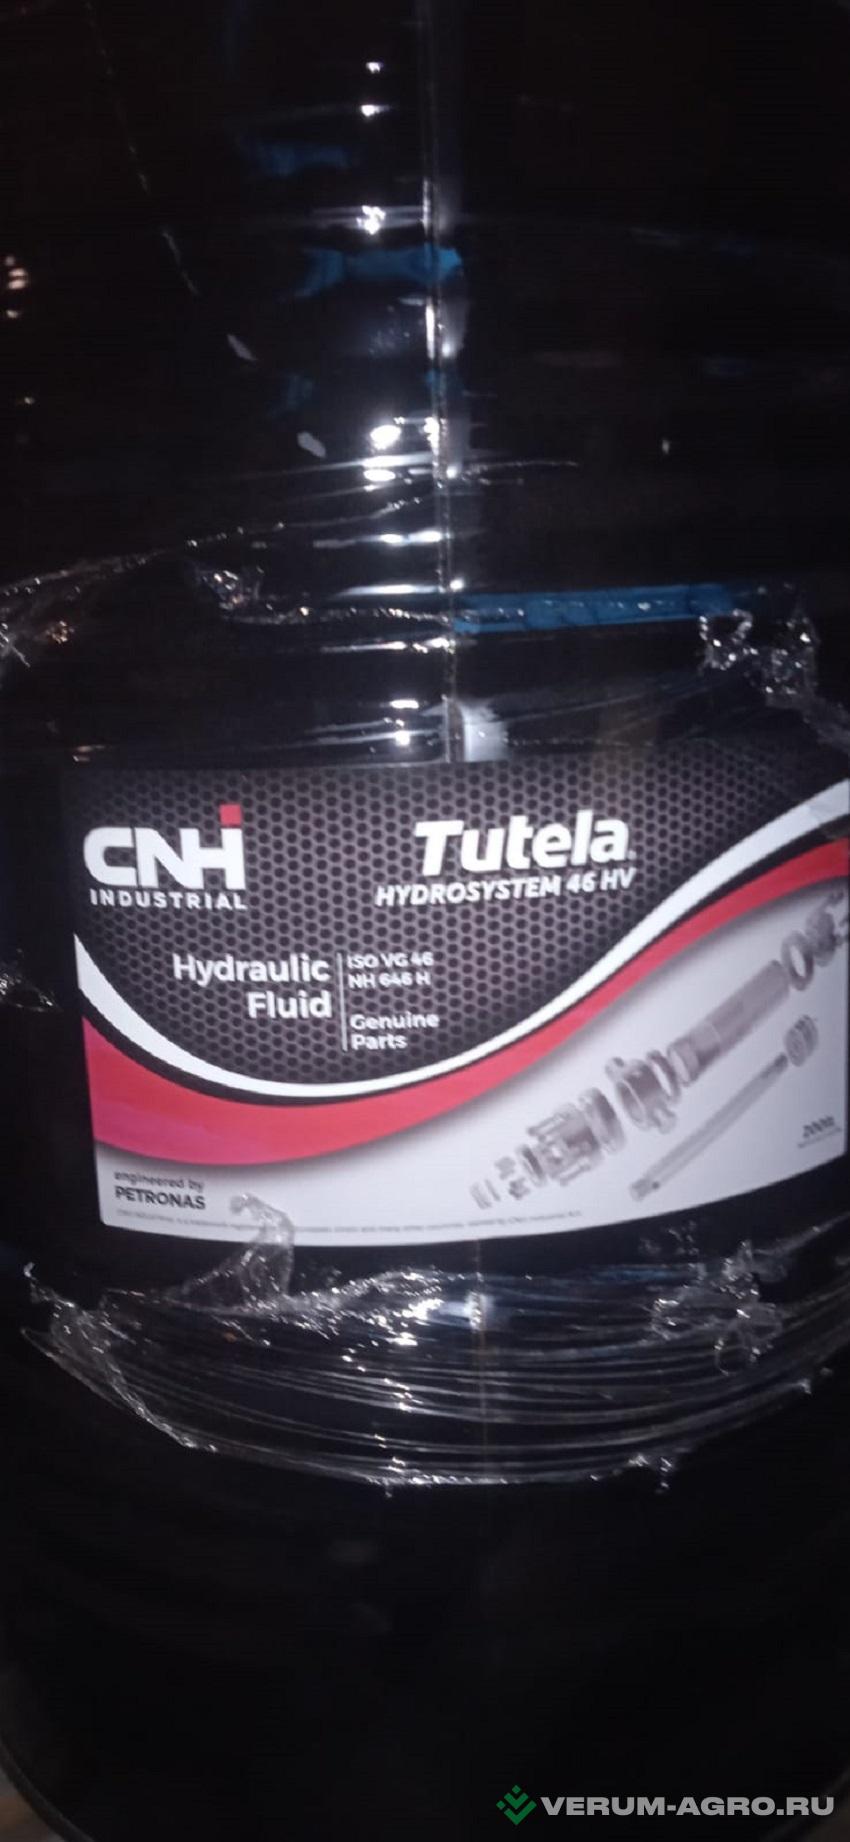 CNH
INDUSTRIAL
Tutela
HYDROSYSTEM 46 HV
Hydraulic
Fluid
ISO VG 46
NH 646 H
Genuine
Parts
200lt
engineered by
PETRONAS
VERUM-AGRO.RU